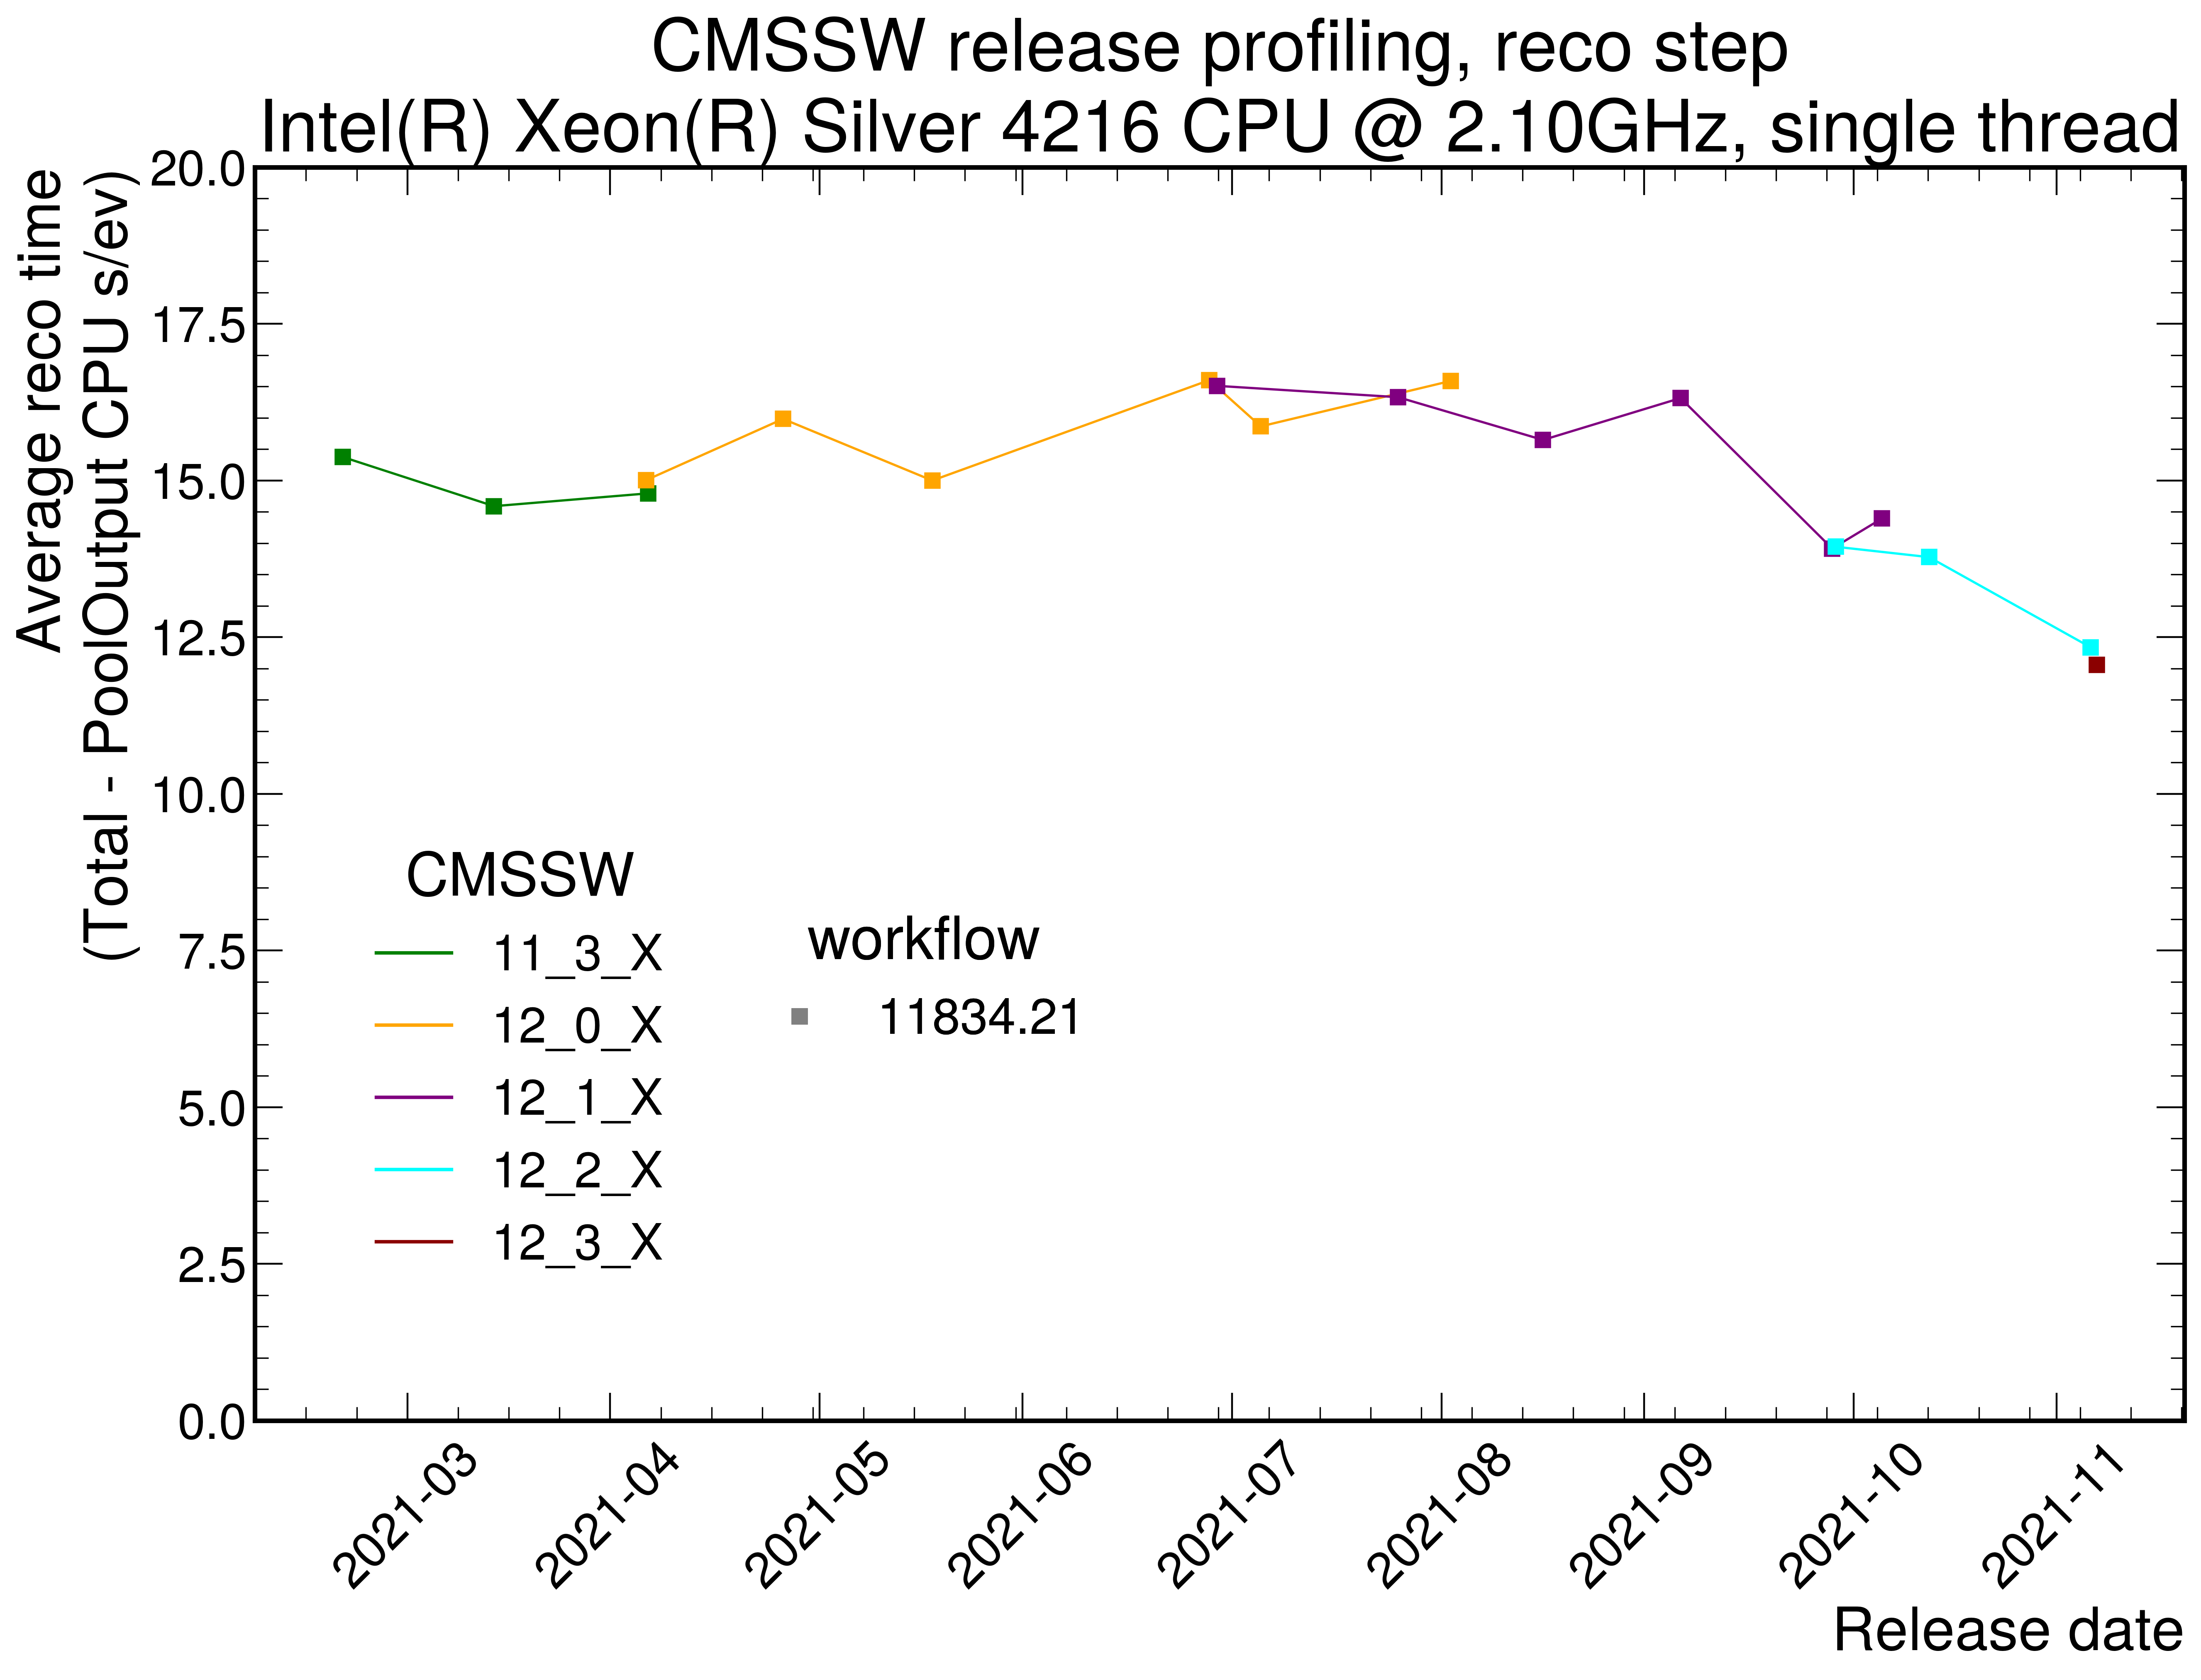 CMSSW release profiling, reco step
Intel(R) Xeon(R) Silver 4216 CPU @ 2.10GHz, single thread
Average reco time
(Total - PoolOutput CPU s/ev)
20.0
17.5
15.0
12.5
10.0
7.5
5.0
2.5
0.0
CMSSW
11_3_X
12_0_X
12_1_X
12_2_X
12_3_X
workflow
11834.21
2021-03
2021-04
2021-05
2021-06
2021-07
2021-08
2021-09
2021-10
2021-11
Release date